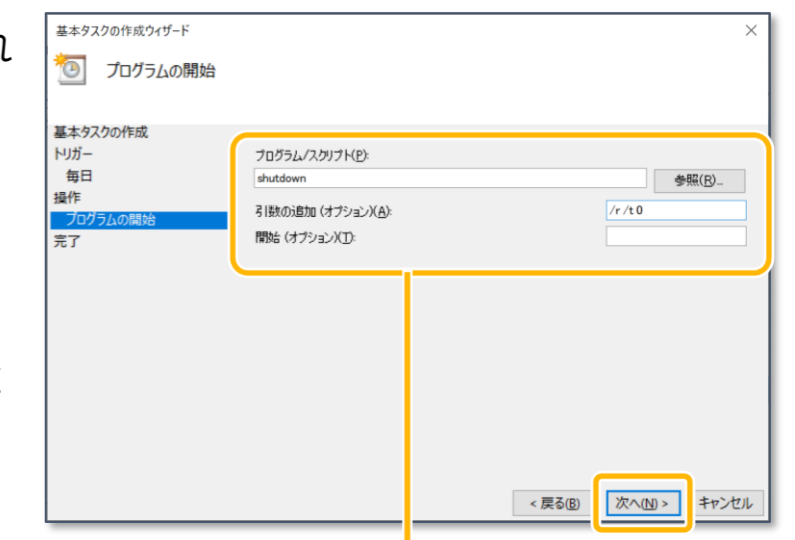 基本タスクの作成ウィザード
プログラムの開始
基本タスクの作成
トリガー
毎日
操作
プログラムの開始
完了
プログラム/スクリプト(P):
shutdown
参照(R)...
引数の追加 (オプション)(A):
/r /t 0
開始 (オプション)(T):
< 戻る(B)
次へ(N) >
キャンセル